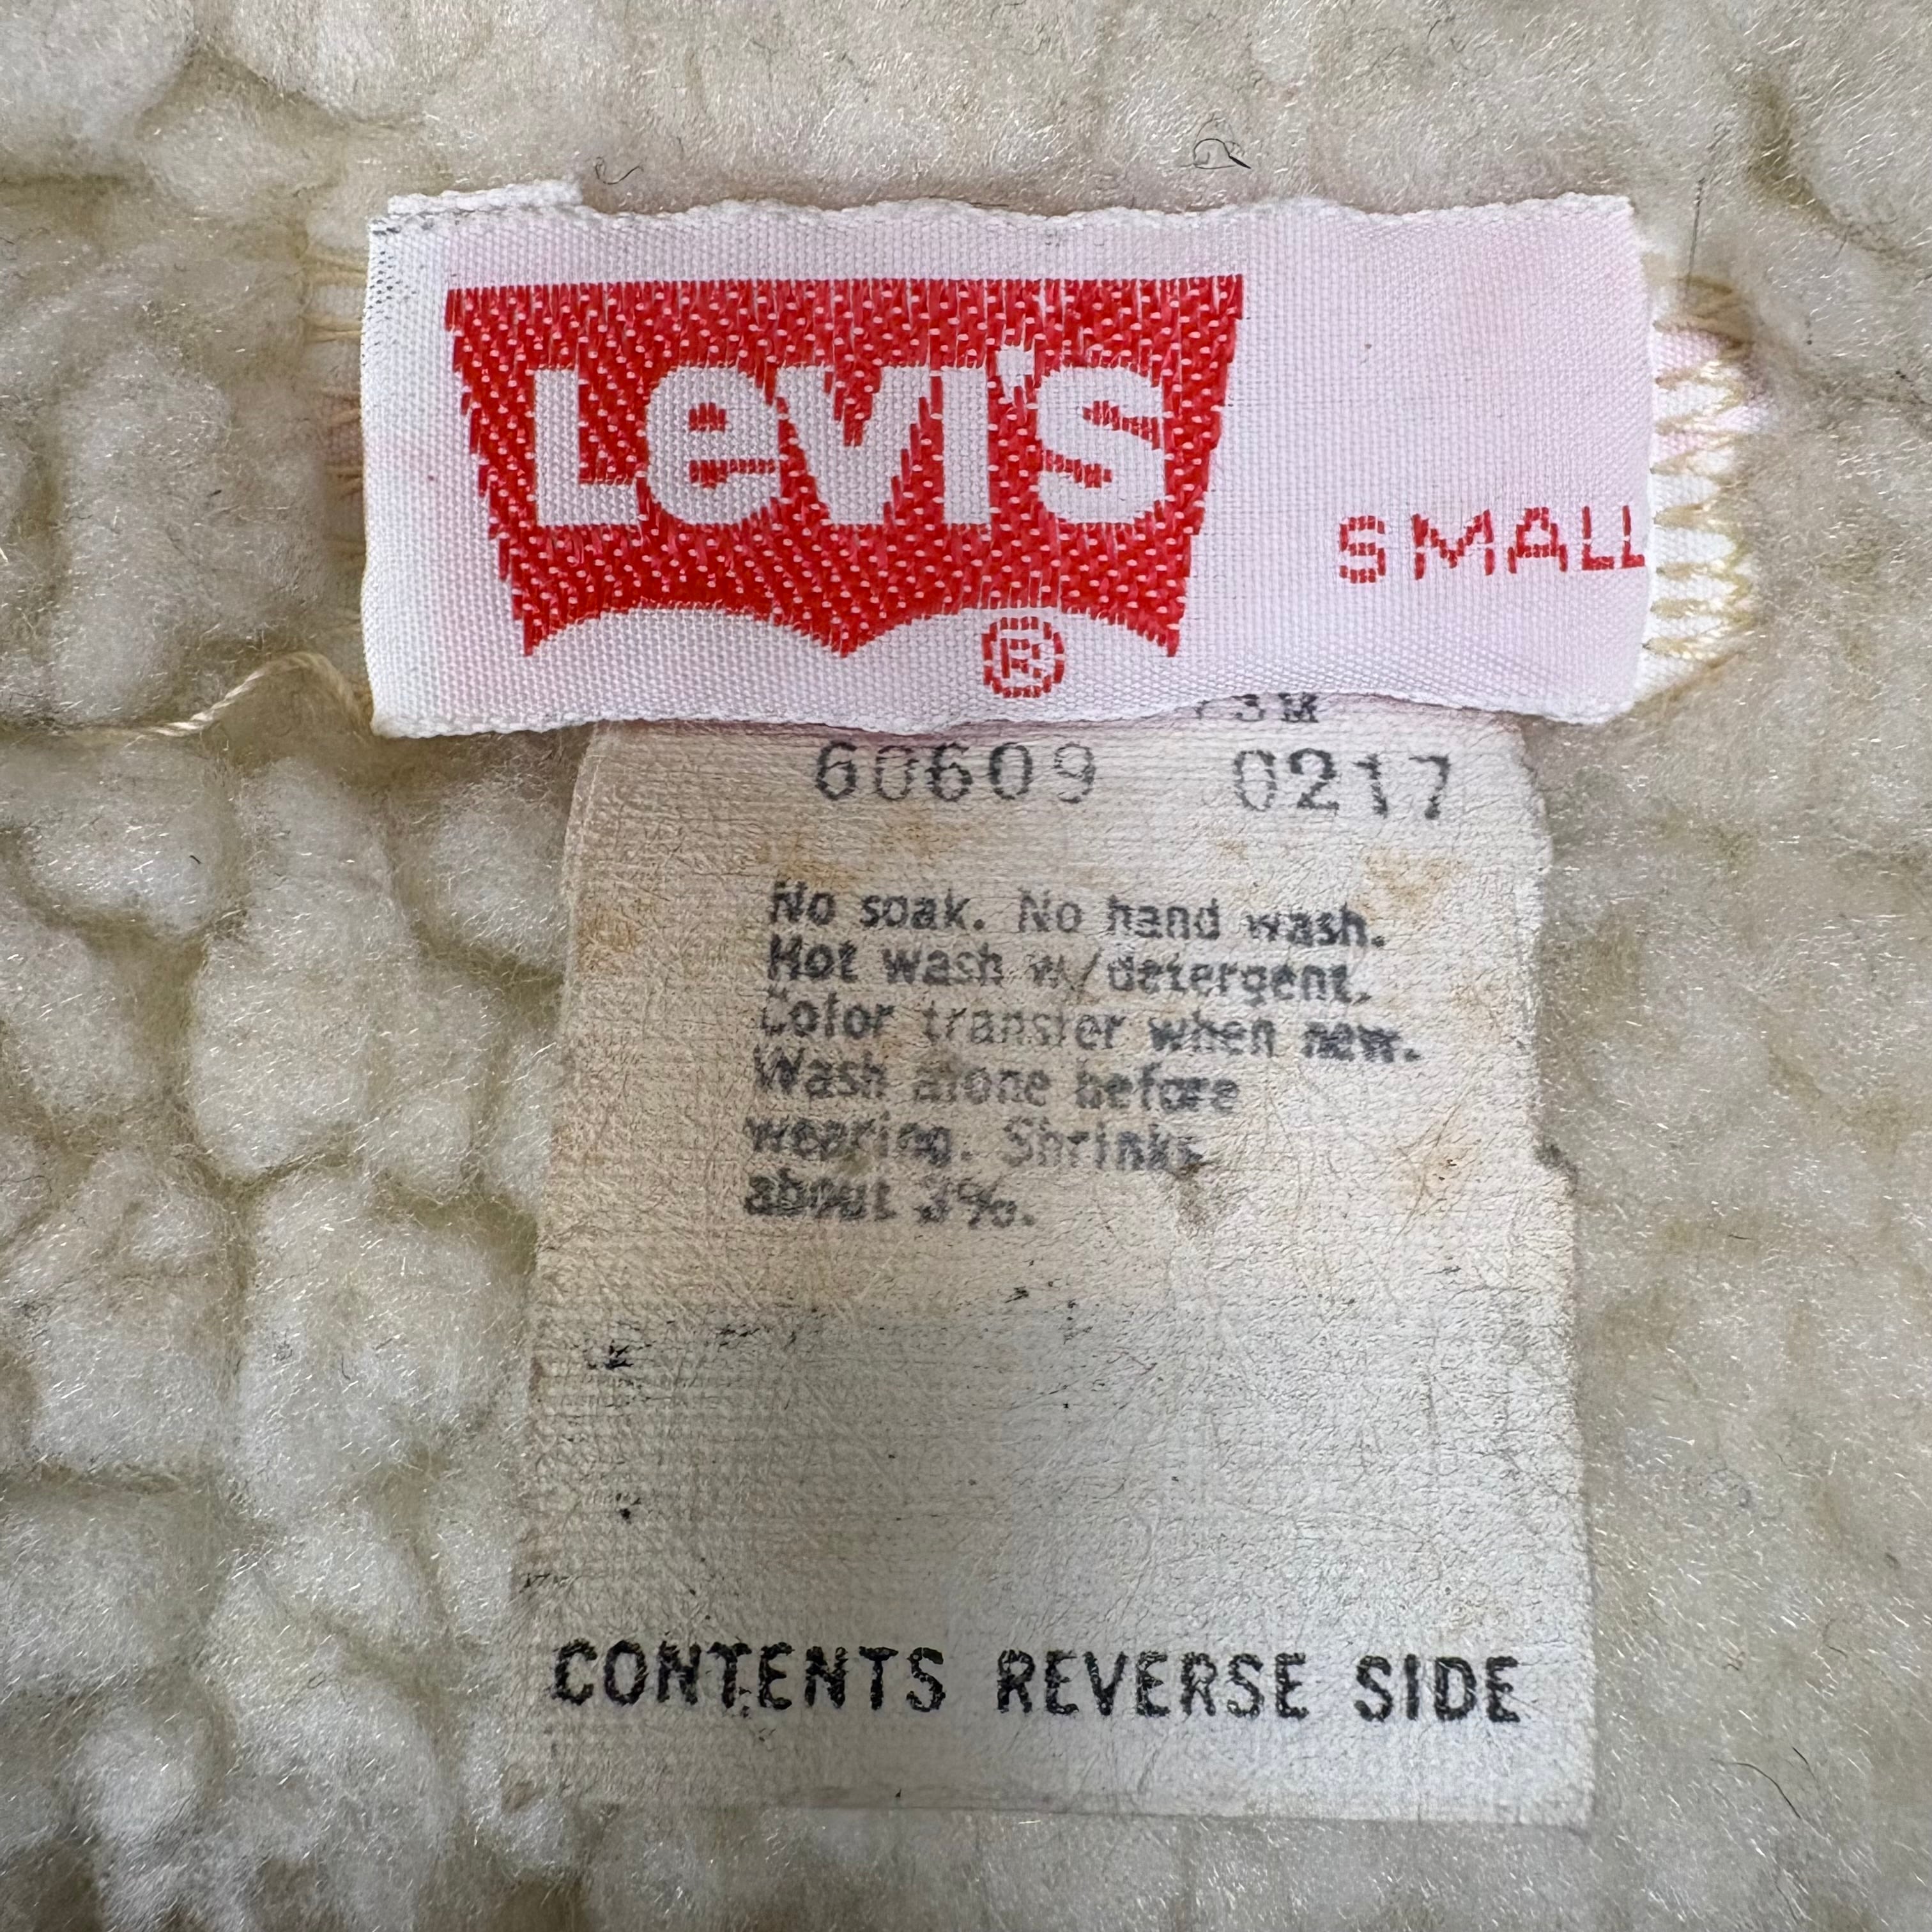 Levi's
®
SMALL
3M
60609 0217
No soak. No hand wash.
Hot wash w/detergent.
Color transfer when new.
Wash alone before
wearing. Shrinks
about 3%.
CONTENTS REVERSE SIDE